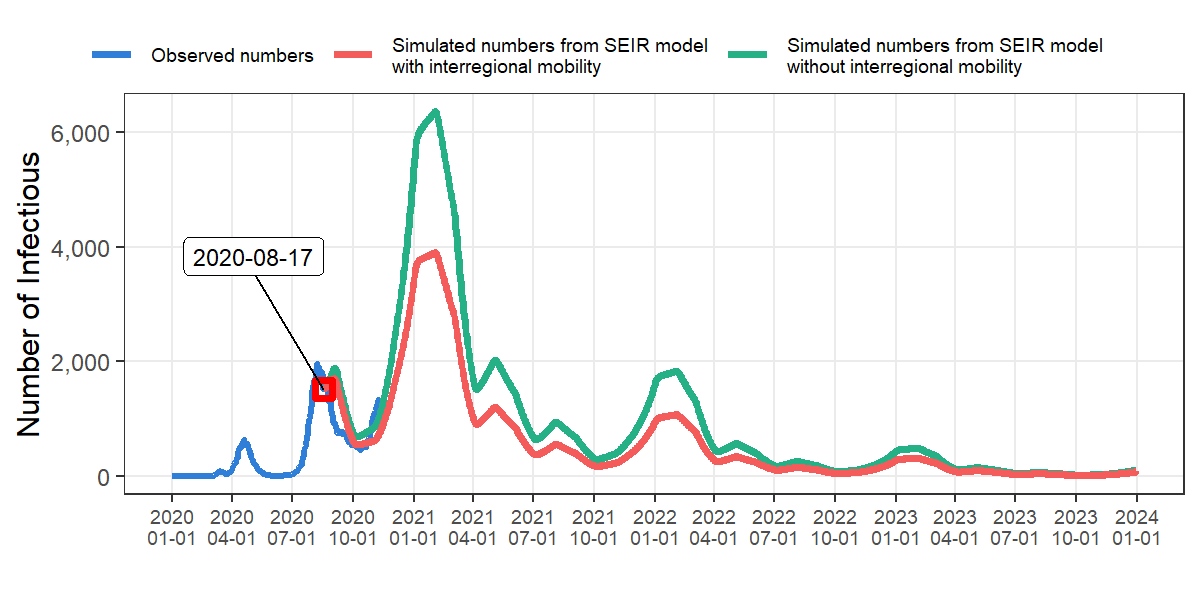 Observed numbers
Simulated numbers from SEIR model
with interregional mobility
Simulated numbers from SEIR model
without interregional mobility
Number of Infectious
6,000
4,000
2,000
0
2020-08-17
2020 2020 2020 2020 2021 2021 2021 2021 2022 2022 2022 2022 2023 2023 2023 2023 2024
01-01 04-01 07-01 10-01 01-01 04-01 07-01 10-01 01-01 04-01 07-01 10-01 01-01 04-01 07-01 10-01 01-01